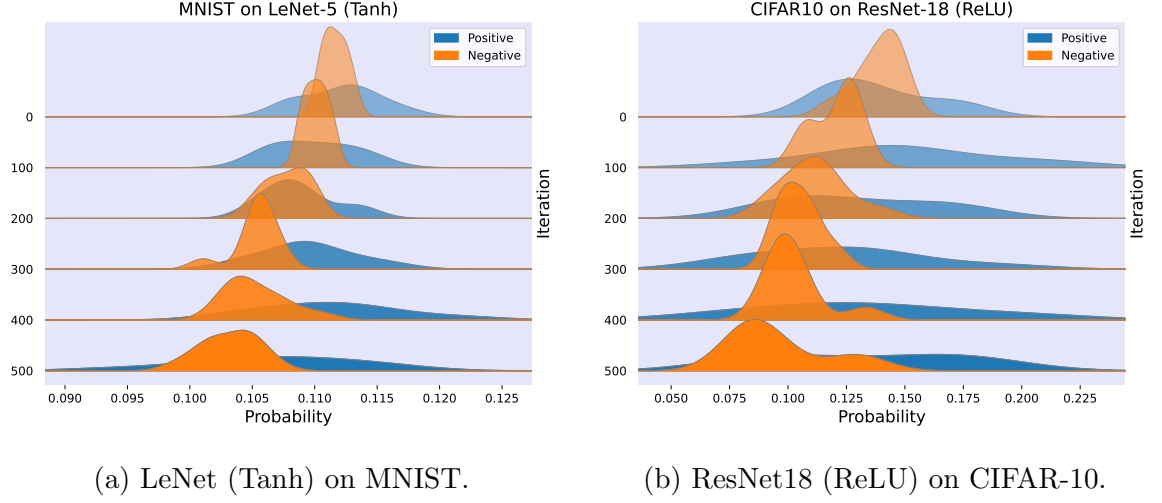 MNIST on LeNet-5 (Tanh)
Positive
Negative
0
100
200
300
400
500
Iteration
0.090 0.095 0.100 0.105 0.110 0.115 0.120 0.125
Probability
(a) LeNet (Tanh) on MNIST.
CIFAR10 on ResNet-18 (ReLU)
Positive
Negative
0
100
200
300
400
500
Iteration
0.050 0.075 0.100 0.125 0.150 0.175 0.200 0.225
Probability
(b) ResNet18 (ReLU) on CIFAR-10.